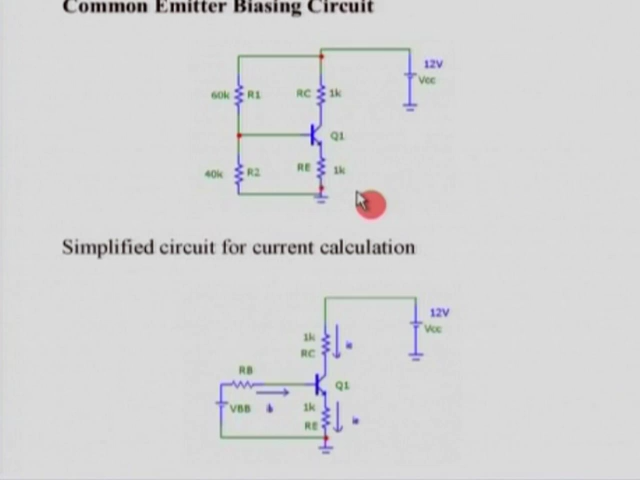 Common Emitter Biasing Circuit
12V
Vcc
60k R1 RC 1k
Q1
40k R2 RE 1k
Simplified circuit for current calculation
12V
Vcc
1k
RC
RB
Q1
VBB
1k
RE